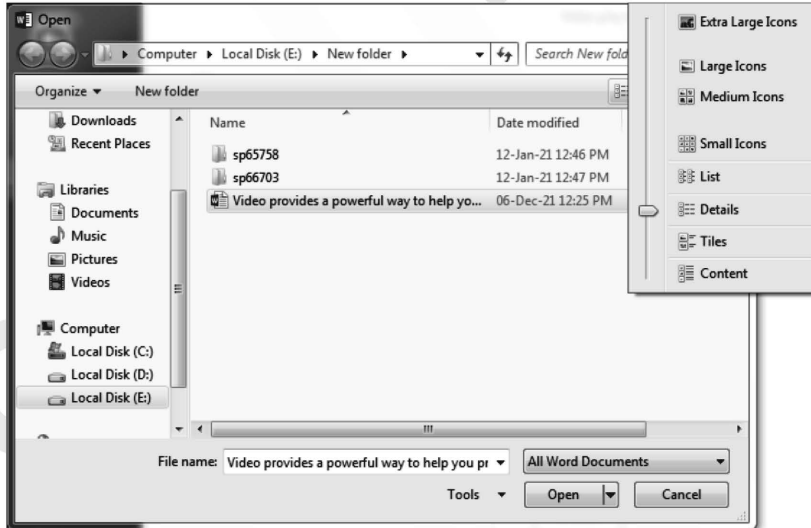 Open
Computer Local Disk (E:) New folder
Search New fold
Organize New folder
Downloads
Recent Places
Libraries
Documents
Music
Pictures
Videos
Computer
Local Disk (C:)
Local Disk (D:)
Local Disk (E:)
Name Date modified
sp65758 12-Jan-21 12:46 PM
sp66703 12-Jan-21 12:47 PM
Video provides a powerful way to help yo... 06-Dec-21 12:25 PM
Extra Large Icons
Large Icons
Medium Icons
Small Icons
List
Details
Tiles
Content
File name: Video provides a powerful way to help you pr All Word Documents
Tools Open Cancel